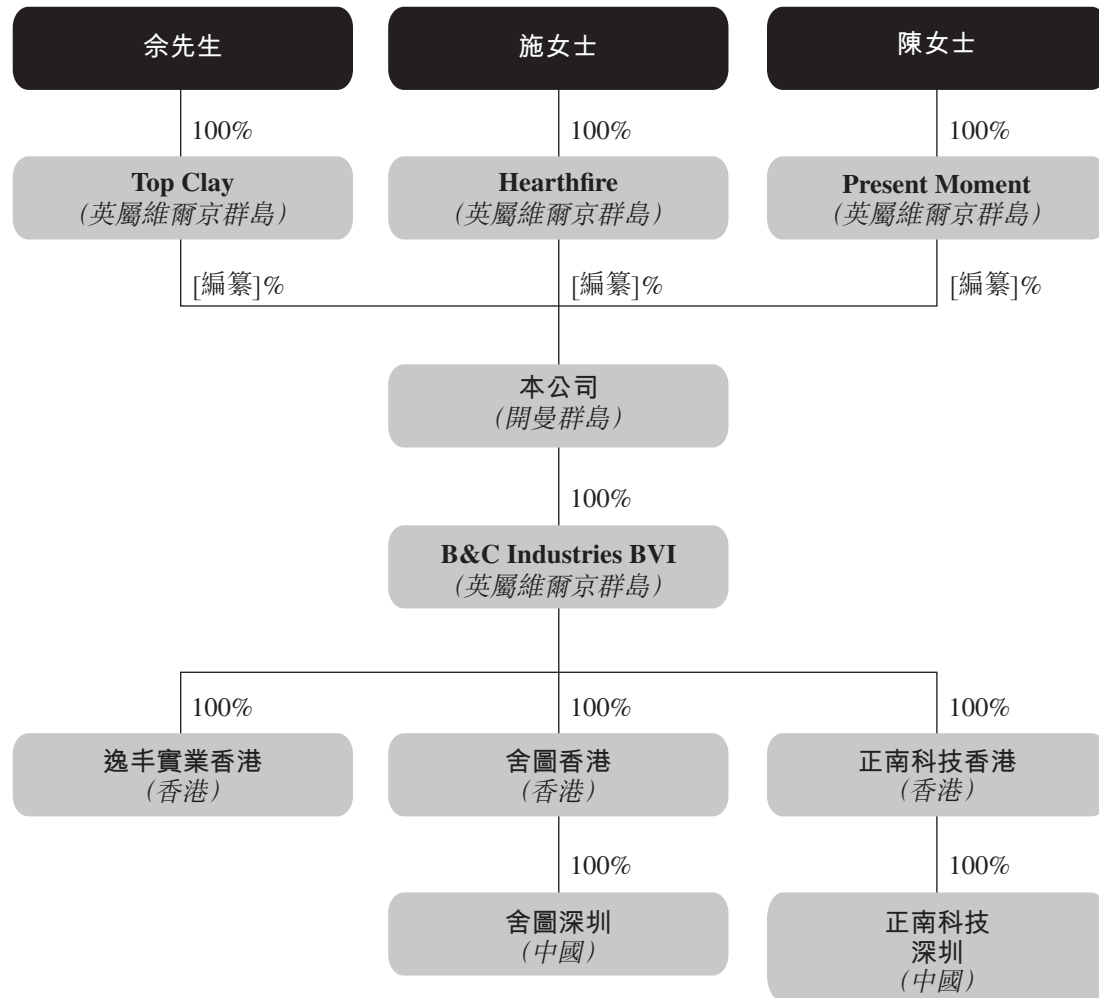 佘先生
施女士
陳女士
100%
100%
100%
Top Clay
(英屬維爾京群島)
Hearthfire
(英屬維爾京群島)
Present Moment
(英屬維爾京群島)
[編纂]%
[編纂]%
[編纂]%
本公司
(開曼群島)
100%
B&C Industries BVI
(英屬維爾京群島)
100%
100%
100%
逸丰實業香港
(香港)
舍圖香港
(香港)
正南科技香港
(香港)
100%
100%
舍圖深圳
(中國)
正南科技
深圳
(中國)